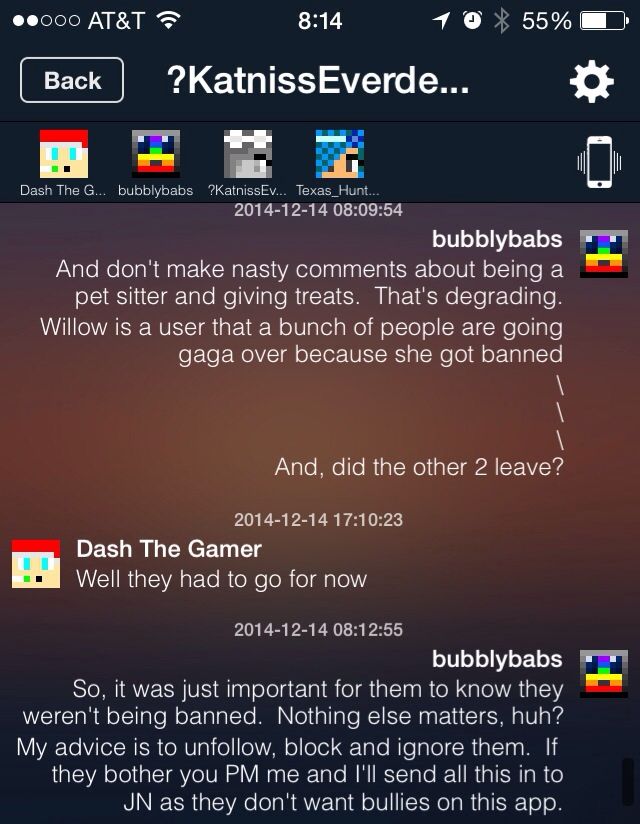 AT&T 8:14 55%
Back ?KatnissEverde...
Dash The G... bubblybabs ?KatnissEv... Texas_Hunt...
2014-12-14 08:09:54
bubblybabs
And don't make nasty comments about being a
pet sitter and giving treats.  That's degrading.
Willow is a user that a bunch of people are going
gaga over because she got banned
\
\
\
And, did the other 2 leave?
2014-12-14 17:10:23
Dash The Gamer
Well they had to go for now
2014-12-14 08:12:55
bubblybabs
So, it was just important for them to know they
weren't being banned.  Nothing else matters, huh?
My advice is to unfollow, block and ignore them.  If
they bother you PM me and I'll send all this in to
JN as they don't want bullies on this app.